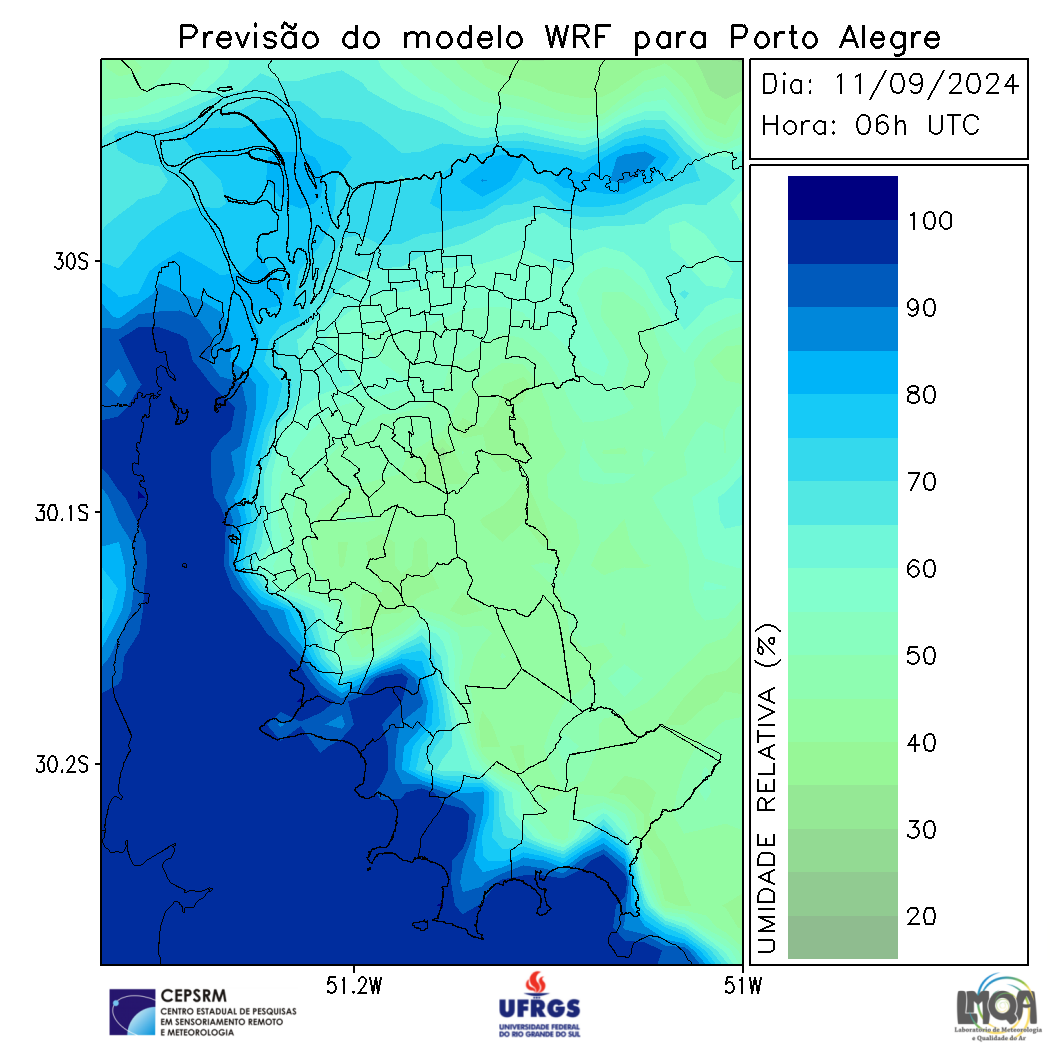 Previsão do modelo WRF para Porto Alegre
Dia: 11/09/2024
Hora: 06h UTC
30S
30.1S
30.2S
51.2W
51W
UMIDADE RELATIVA (%)
100
90
80
70
60
50
40
30
20
CEPSRM
CENTRO ESTADUAL DE PESQUISAS
EM SENSORIAMENTO REMOTO
E METEOROLOGIA
UFRGS
UNIVERSIDADE FEDERAL
DO RIO GRANDE DO SUL
LMQA
Laboratório de Meteorologia
e Qualidade do Ar